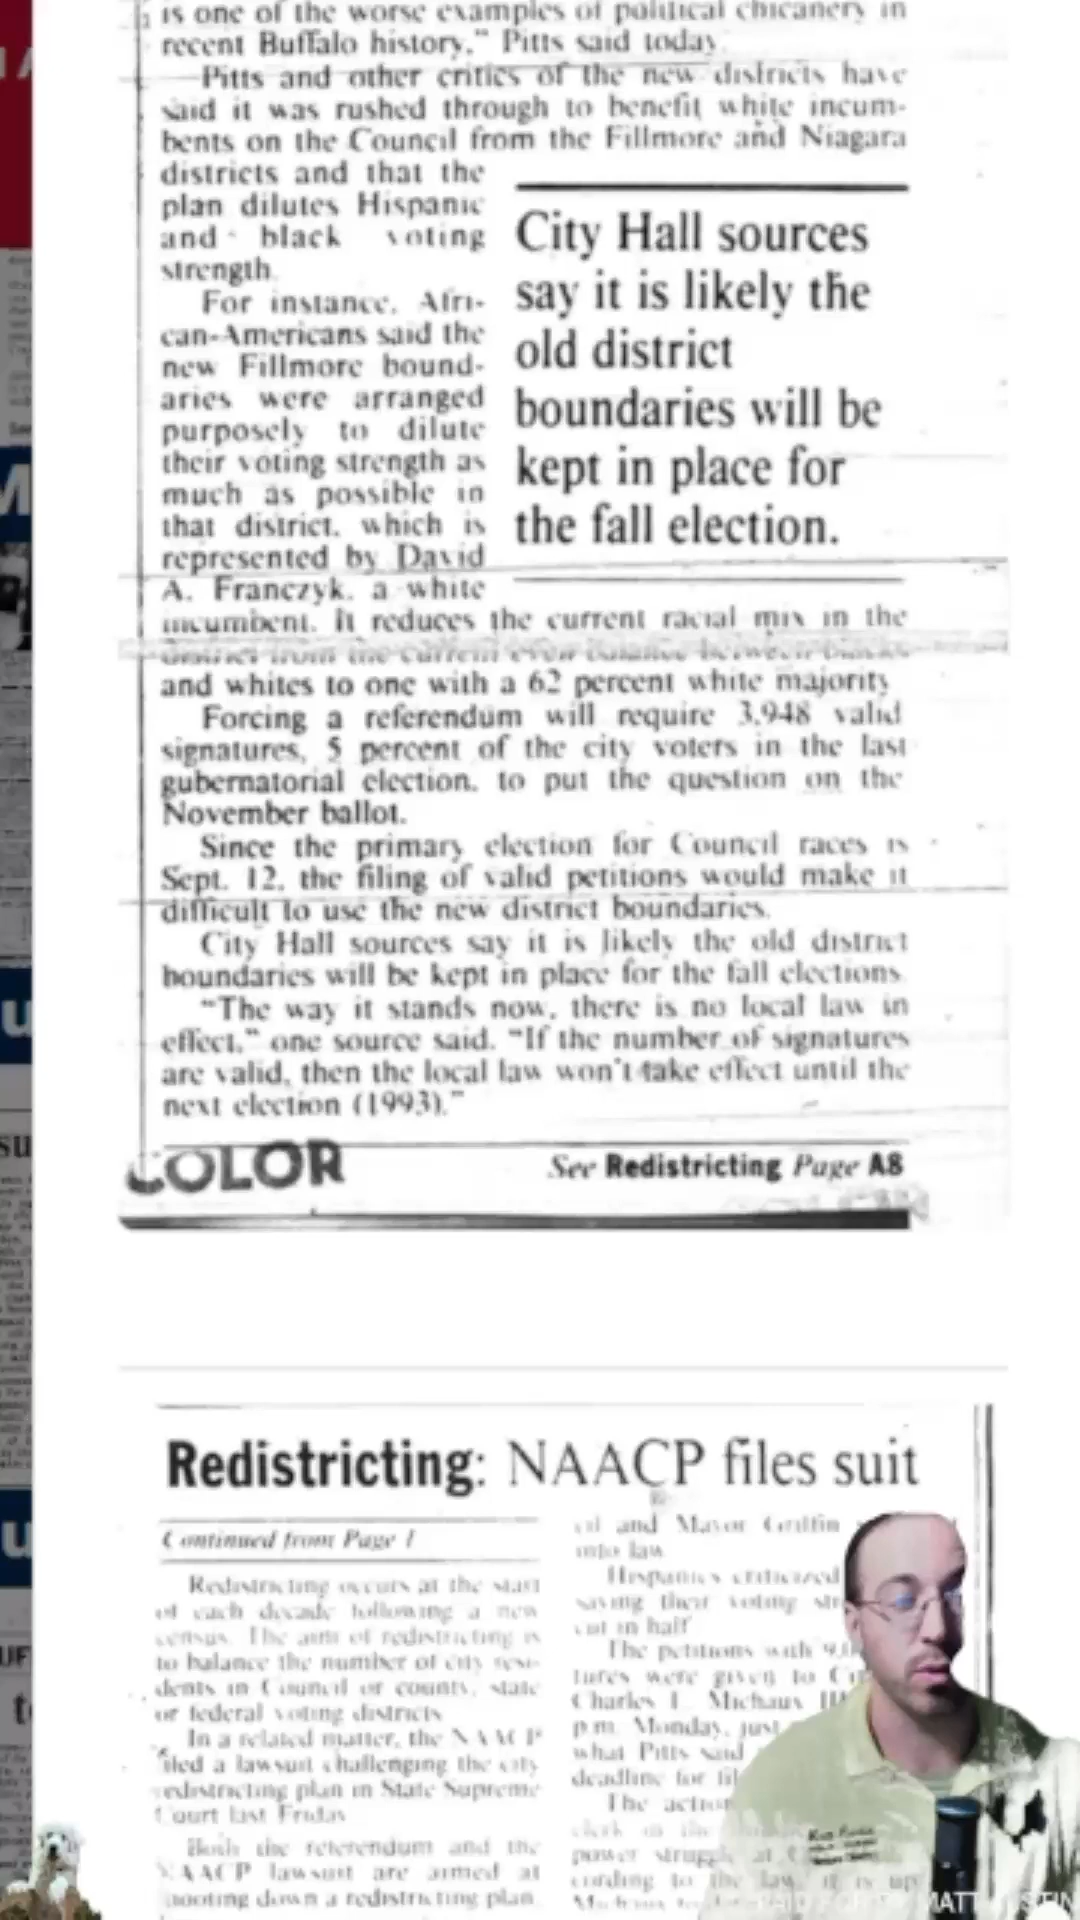 is one of the worse examples of political chicanery in
recent Buffalo history," Pitts said today.
Pitts and other critics of the new districts have
said it was rushed through to benefit white incum-
bents on the Council from the Fillmore and Niagara
districts and that the
plan dilutes Hispanic
and black voting
strength.
For instance, Afri-
can-Americans said the
new Fillmore bound-
aries were arranged
purposely to dilute
their voting strength as
much as possible in
that district, which is
represented by David
A. Franczyk, a white
incumbent. It reduces the current racial mix in the
district from the current even balance between blacks
and whites to one with a 62 percent white majority
Forcing a referendum will require 3,948 valid
signatures, 5 percent of the city voters in the last
gubernatorial election, to put the question on the
November ballot.
Since the primary election for Council races is
Sept. 12, the filing of valid petitions would make it
difficult to use the new district boundaries.
City Hall sources say it is likely the old district
boundaries will be kept in place for the fall elections.
"The way it stands now, there is no local law in
effect," one source said. "If the number of signatures
are valid, then the local law won't take effect until the
next election (1993)."
City Hall sources
say it is likely the
old district
boundaries will be
kept in place for
the fall election.
COLOR
See Redistricting Page A8
Redistricting: NAACP files suit
Continued from Page 1
Redistricting occurs at the start
of each decade following a new
census. The aim of redistricting is
to balance the number of city resi-
dents in Council or county, state
or federal voting districts
In a related matter, the NAACP
filed a lawsuit challenging the city
redistricting plan in State Supreme
Court last Friday
Both the referendum and the
NAACP lawsuit are armed at
shooting down a redistricting plan
cil and Mayor Griffin
into law
Hispanics criticized
saying their voting
cut in half
The petitions with
tures were given to
Charles L. Michaux III
p.m. Monday, just
what Pitts said
deadline for
The action
clerk in the
power struggle at
cording to the law, it is up